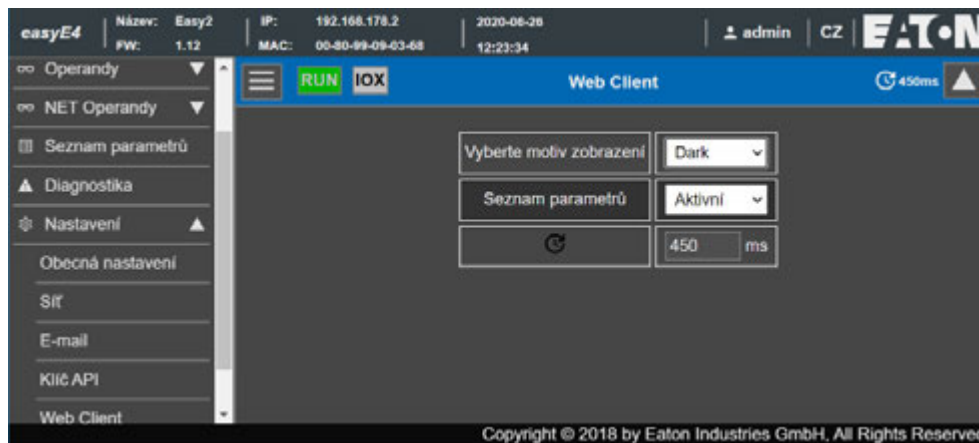 easyE4 Název: Easy2 IP: 192.168.178.2 2020-06-26 admin CZ EATON
FW: 1.12 MAC: 00-80-99-09-03-68 12:23:34
Operandy
NET Operandy
Seznam parametrů
Diagnostika
Nastavení
Obecná nastavení
Síť
E-mail
Klíč API
Web Client
RUN IOX Web Client 450ms
Vyberte motiv zobrazení Dark
Seznam parametrů Aktivní
450 ms
Copyright © 2018 by Eaton Industries GmbH, All Rights Reserve